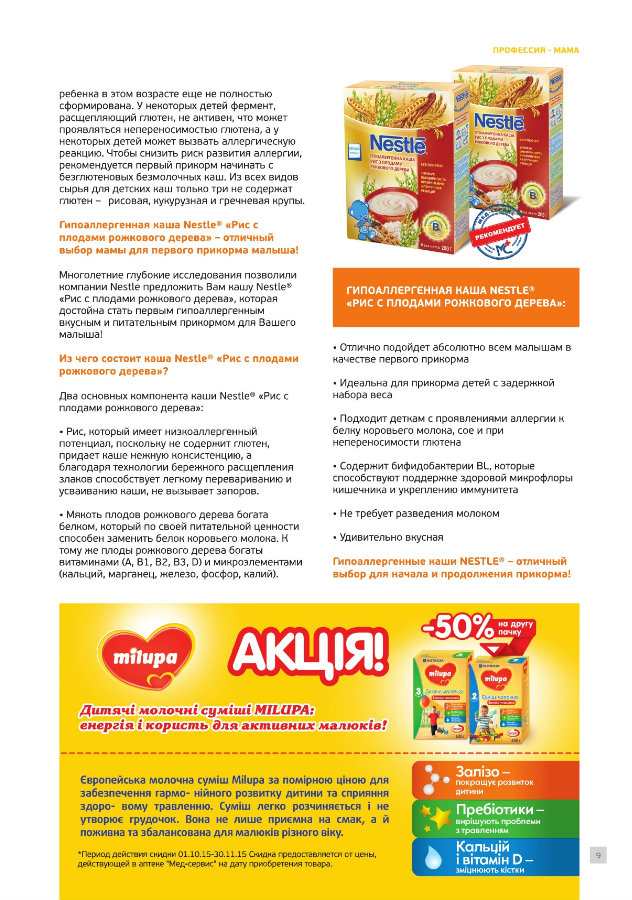 ПРОФЕССИЯ - МАМА
ребенка в этом возрасте еще не полностью
сформирована. У некоторых детей фермент,
расщепляющий глютен, не активен, что может
проявляться непереносимостью глютена, а у
некоторых детей может вызвать аллергическую
реакцию. Чтобы снизить риск развития аллергии,
рекомендуется первый прикорм начинать с
безглютеновых безмолочных каш. Из всех видов
сырья для детских каш только три не содержат
глютен – рисовая, кукурузная и гречневая крупы.
Гипоаллергенная каша Nestle® «Рис с
плодами рожкового дерева» – отличный
выбор мамы для первого прикорма малыша!
Многолетние глубокие исследования позволили
компании Nestle предложить Вам кашу Nestle®
«Рис с плодами рожкового дерева», которая
достойна стать первым гипоаллергенным
вкусным и питательным прикормом для Вашего
малыша!
Из чего состоит каша Nestle® «Рис с плодами
рожкового дерева»?
Два основных компонента каши Nestle® «Рис с
плодами рожкового дерева»:
• Рис, который имеет низкоаллергенный
потенциал, поскольку не содержит глютен,
придает каше нежную консистенцию, а
благодаря технологии бережного расщепления
злаков способствует легкому перевариванию и
усваиванию каши, не вызывает запоров.
• Мякоть плодов рожкового дерева богата
белком, который по своей питательной ценности
способен заменить белок коровьего молока. К
тому же плоды рожкового дерева богаты
витаминами (А, В1, В2, В3, D) и микроэлементами
(кальций, марганец, железо, фосфор, калий).
Nestlé
Nestlé
ГИПОАЛЛЕРГЕННАЯ КАША
РИС С ПЛОДАМИ
РОЖКОВОГО ДЕРЕВА
200 г
РЕКОМЕНДУЕТ
ГИПОАЛЛЕРГЕННАЯ КАША NESTLE®
«РИС С ПЛОДАМИ РОЖКОВОГО ДЕРЕВА»:
• Отлично подойдет абсолютно всем малышам в
качестве первого прикорма
• Идеальна для прикорма детей с задержкой
набора веса
• Подходит деткам с проявлениями аллергии к
белку коровьего молока, сое и при
непереносимости глютена
• Содержит бифидобактерии BL, которые
способствуют поддержке здоровой микрофлоры
кишечника и укреплению иммунитета
• Не требует разведения молоком
• Удивительно вкусная
Гипоаллергенные каши NESTLE® – отличный
выбор для начала и продолжения прикорма!
milupa
АКЦІЯ!
-50% на другу
пачку
milupa
milupa
Дитячі молочні суміші MILUPA:
енергія і користь для активних малюків!
Європейська молочна суміш Milupa за помірною ціною для
забезпечення гармо- нійного розвитку дитини та сприяння
здоро- вому травленню. Суміш легко розчиняється і не
утворює грудочок. Вона не лише приємна на смак, а й
поживна та збалансована для малюків різного віку.
*Период действия скидки 01.10.15-30.11.15 Скидка предоставляется от цены,
действующей в аптеке "Мед-сервис" на дату приобретения товара.
Залізо –
покращує розвиток
дитини
Пребіотики –
вирішують проблеми
з травленням
Кальцій
і вітамін D –
зміцнюють кістки
9